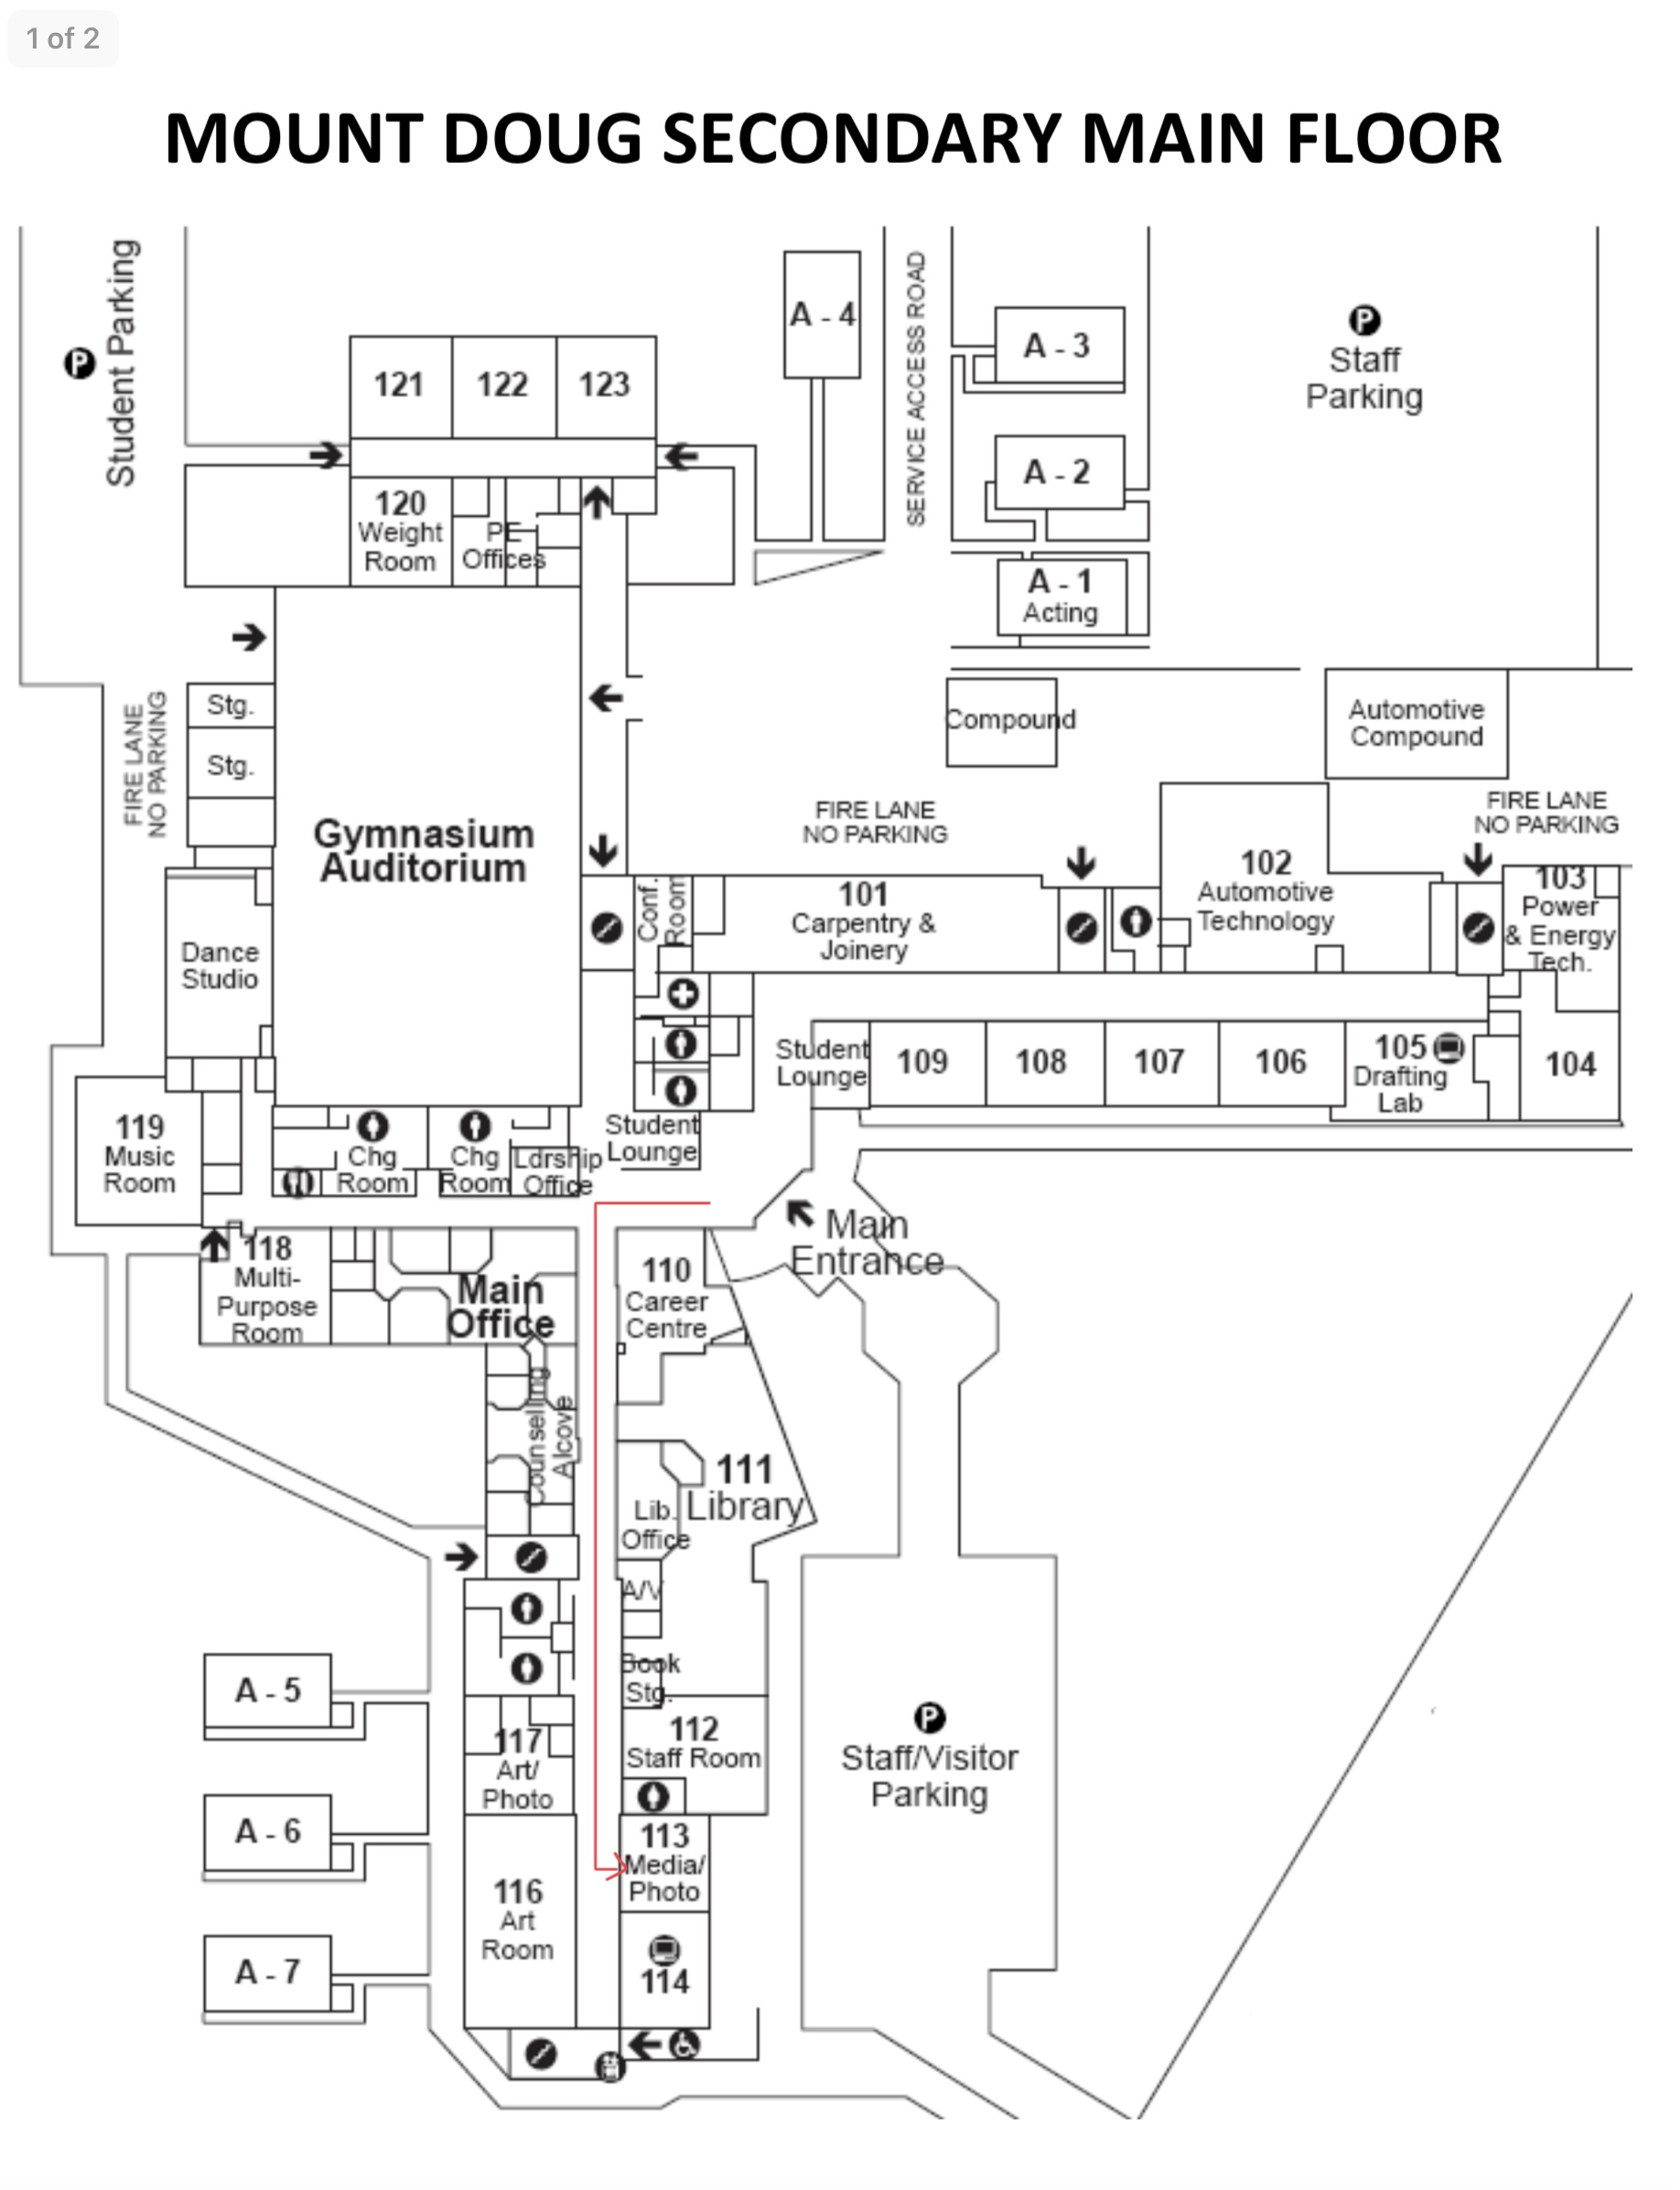 1 of 2
MOUNT DOUG SECONDARY MAIN FLOOR
Student Parking
P
121
122
123
120
Weight
Room
PE
Offices
A - 4
SERVICE ACCESS ROAD
A - 3
A - 2
A - 1
Acting
P
Staff
Parking
Stg.
Stg.
FIRE LANE
NO PARKING
Gymnasium
Auditorium
Compound
Automotive
Compound
FIRE LANE
NO PARKING
FIRE LANE
NO PARKING
Dance
Studio
Conf.
Room
101
Carpentry &
Joinery
102
Automotive
Technology
103
Power
& Energy
Tech.
Student
Lounge
109
108
107
106
105
Drafting
Lab
104
119
Music
Room
Chg
Room
Chg
Room
Ldrship
Office
Student
Lounge
Main
Entrance
118
Multi-
Purpose
Room
Main
Office
110
Career
Centre
Counselling
Alcove
111
Library
Lib.
Office
A/V
Book
Stg.
A - 5
117
Art/
Photo
112
Staff Room
P
Staff/Visitor
Parking
A - 6
113
Media/
Photo
116
Art
Room
A - 7
114